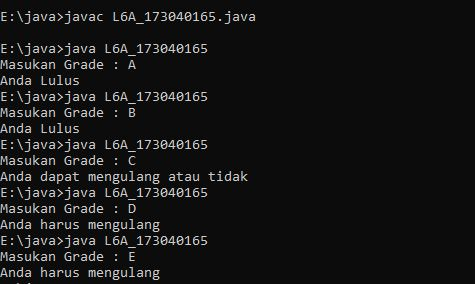 E:\java>javac L6A_173040165.java
E:\java>java L6A_173040165
Masukan Grade : A
Anda Lulus
E:\java>java L6A_173040165
Masukan Grade : B
Anda Lulus
E:\java>java L6A_173040165
Masukan Grade : C
Anda dapat mengulang atau tidak
E:\java>java L6A_173040165
Masukan Grade : D
Anda harus mengulang
E:\java>java L6A_173040165
Masukan Grade : E
Anda harus mengulang